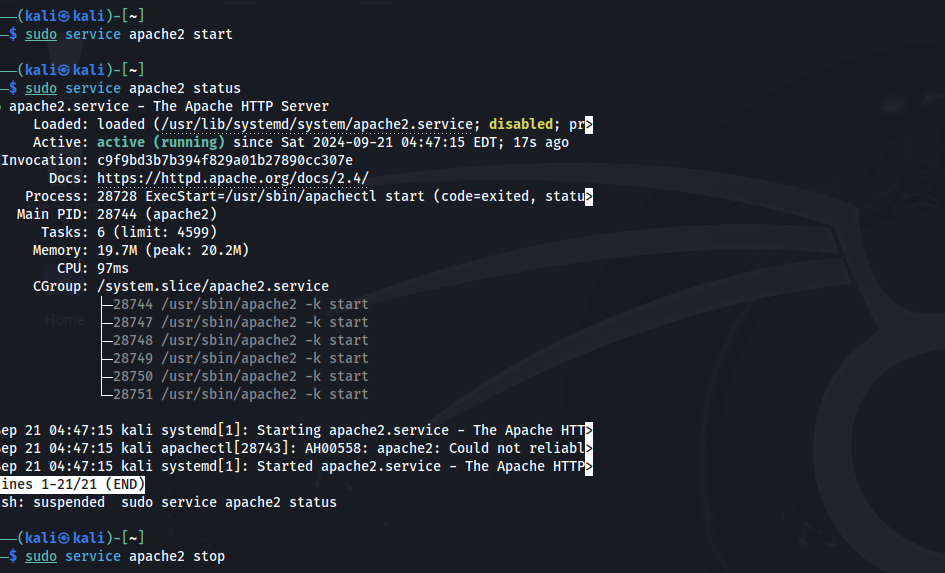 (kali㉿kali)-[~]
$ sudo service apache2 start
(kali㉿kali)-[~]
$ sudo service apache2 status
apache2.service - The Apache HTTP Server
Loaded: loaded (/usr/lib/systemd/system/apache2.service; disabled; pr>
Active: active (running) since Sat 2024-09-21 04:47:15 EDT; 17s ago
Invocation: c9f9bd3b7b394f829a01b27890cc307e
Docs: https://httpd.apache.org/docs/2.4/
Process: 28728 ExecStart=/usr/sbin/apachectl start (code=exited, statu>
Main PID: 28744 (apache2)
Tasks: 6 (limit: 4599)
Memory: 19.7M (peak: 20.2M)
CPU: 97ms
CGroup: /system.slice/apache2.service
├─28744 /usr/sbin/apache2 -k start
├─28747 /usr/sbin/apache2 -k start
├─28748 /usr/sbin/apache2 -k start
├─28749 /usr/sbin/apache2 -k start
├─28750 /usr/sbin/apache2 -k start
└─28751 /usr/sbin/apache2 -k start
Home
ep 21 04:47:15 kali systemd[1]: Starting apache2.service - The Apache HTT>
ep 21 04:47:15 kali apachectl[28743]: AH00558: apache2: Could not reliabl>
ep 21 04:47:15 kali systemd[1]: Started apache2.service - The Apache HTTP>
ines 1-21/21 (END)
sh: suspended  sudo service apache2 status
(kali㉿kali)-[~]
$ sudo service apache2 stop